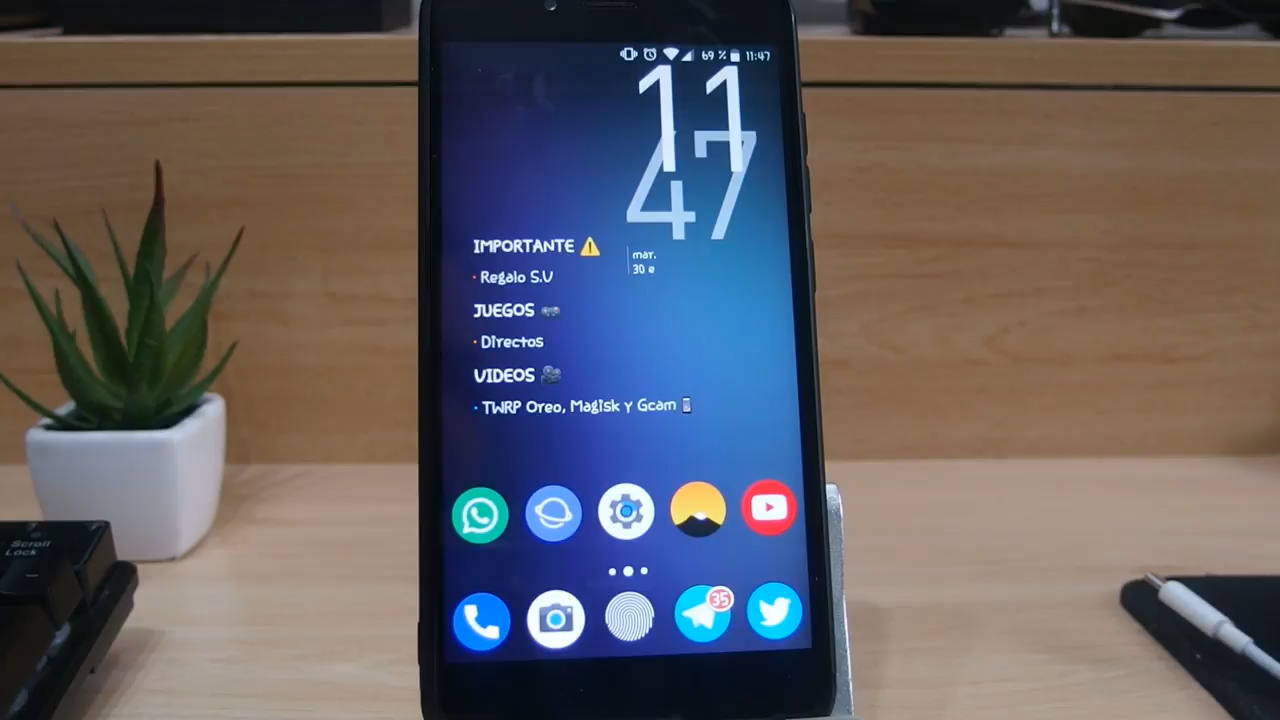 69 % 11:47
11
47
mar.
30 e
IMPORTANTE ⚠️
• Regalo S.V
JUEGOS 🎮
• Directos
VIDEOS 🎥
• TWRP Oreo, Magisk y Gcam 📱
35
Scroll
Lock